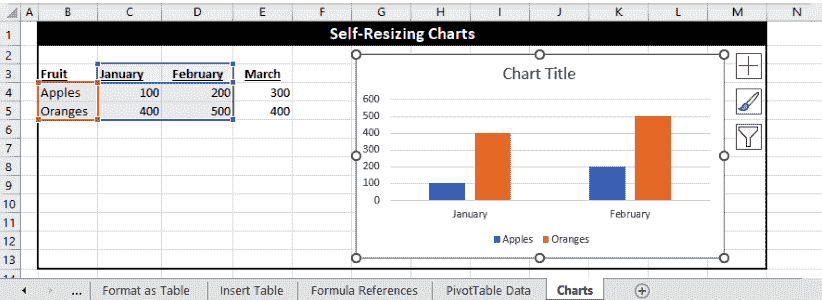 A B C D E F G H I J K L M N
1 Self-Resizing Charts
2
3 Fruit January February March
4 Apples 100 200 300
5 Oranges 400 500 400
6
7
8
9
10
11
12
13
Chart Title
600
500
400
300
200
100
0
January February
Apples Oranges
... Format as Table Insert Table Formula References PivotTable Data Charts